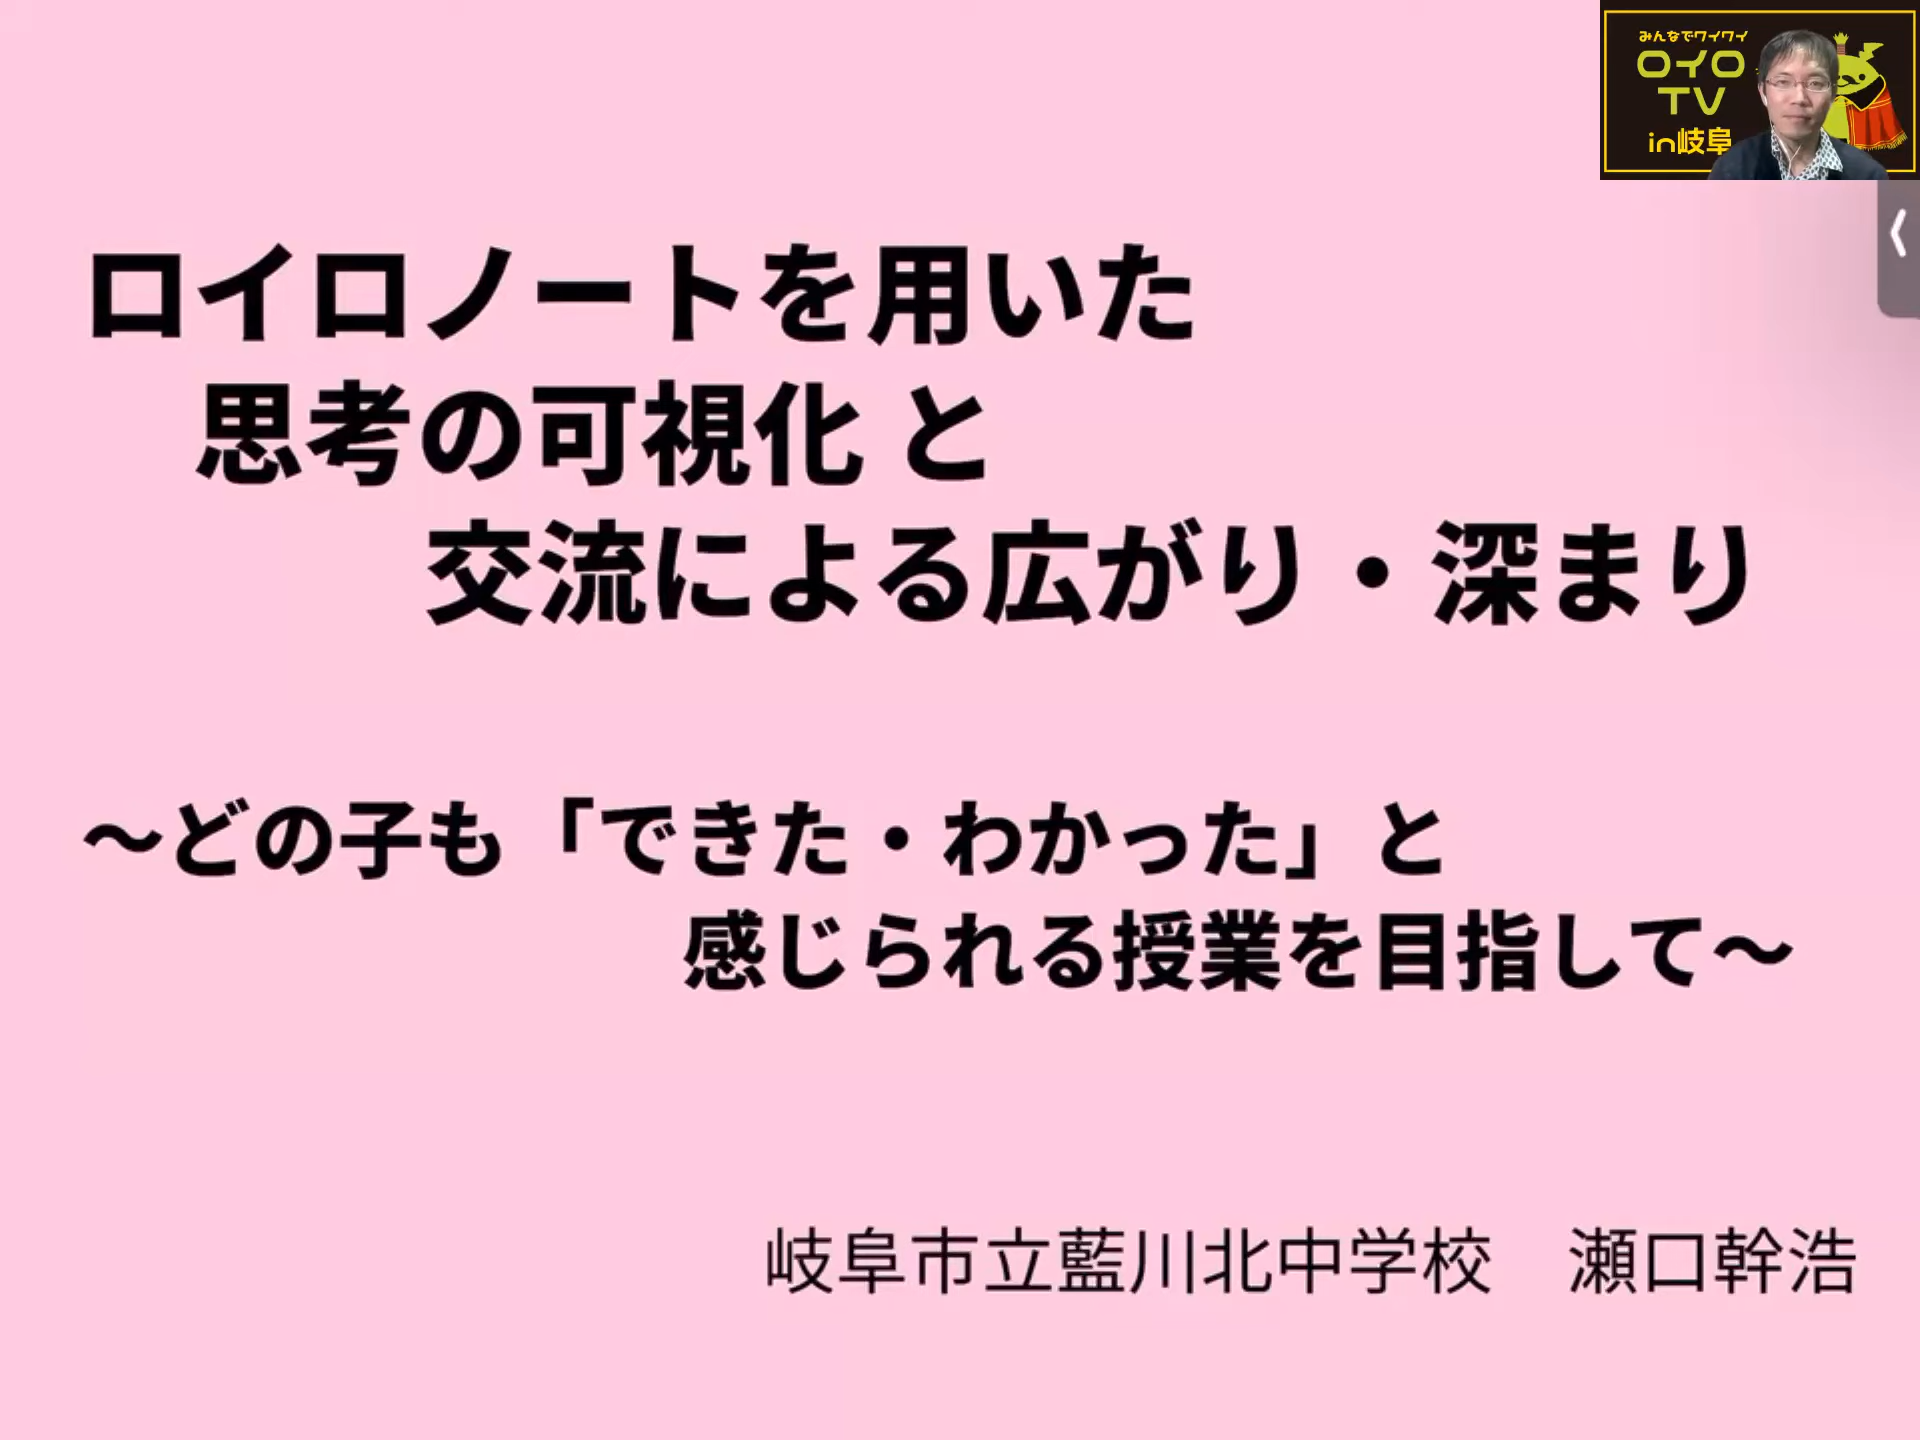 みんなでワイワイ
ロイロ
TV
in岐阜
ロイロノートを用いた
思考の可視化 と
交流による広がり・深まり
～どの子も「できた・わかった」と
感じられる授業を目指して～
岐阜市立藍川北中学校　瀬口幹浩